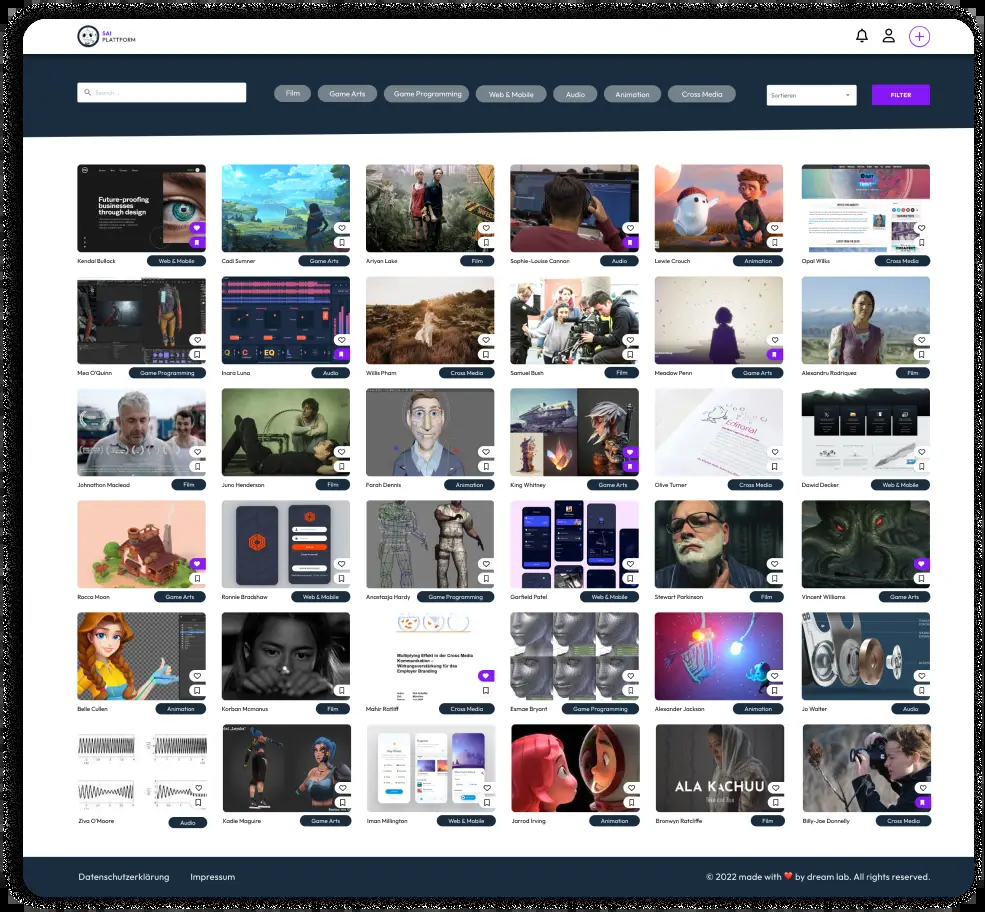 SAI
PLATTFORM
Search ...
Film
Game Arts
Game Programming
Web & Mobile
Audio
Animation
Cross Media
Sortieren
FILTER
Future-proofing
businesses
through design
Kendal Bullock
Web & Mobile
Cadi Sumner
Game Arts
Ariyan Lake
Film
Sophie-Louise Cannon
Audio
Lewie Crouch
Animation
Opal Wilks
Cross Media
Mea O'Quinn
Game Programming
Inara Luna
Audio
Willis Pham
Cross Media
Samuel Bush
Film
Meadow Penn
Game Arts
Alexandru Rodriquez
Film
Editorial
Johnathon Macleod
Film
Juno Henderson
Film
Farah Dennis
Animation
King Whitney
Game Arts
Olive Turner
Cross Media
Dawid Decker
Web & Mobile
Rocco Moon
Game Arts
Ronnie Bradshaw
Web & Mobile
Anastazja Hardy
Game Programming
Garfield Patel
Web & Mobile
Stewart Parkinson
Film
Vincent Williams
Game Arts
Multiplying Effekt in der Cross Media
Kommunikation –
Wirkungsverstärkung für das
Employer Branding
Belle Cullen
Animation
Korban Mcmanus
Film
Mahir Ratliff
Cross Media
Esmae Bryant
Game Programming
Alexander Jackson
Animation
Jo Walter
Audio
ALA KACHUU
Take and Run
Ziva O'Moore
Audio
Kadie Maguire
Game Arts
Iman Millington
Web & Mobile
Jarrod Irving
Animation
Bronwyn Ratcliffe
Film
Billy-Joe Donnelly
Cross Media
Datenschutzerklärung
Impressum
© 2022 made with ❤️ by dream lab. All rights reserved.